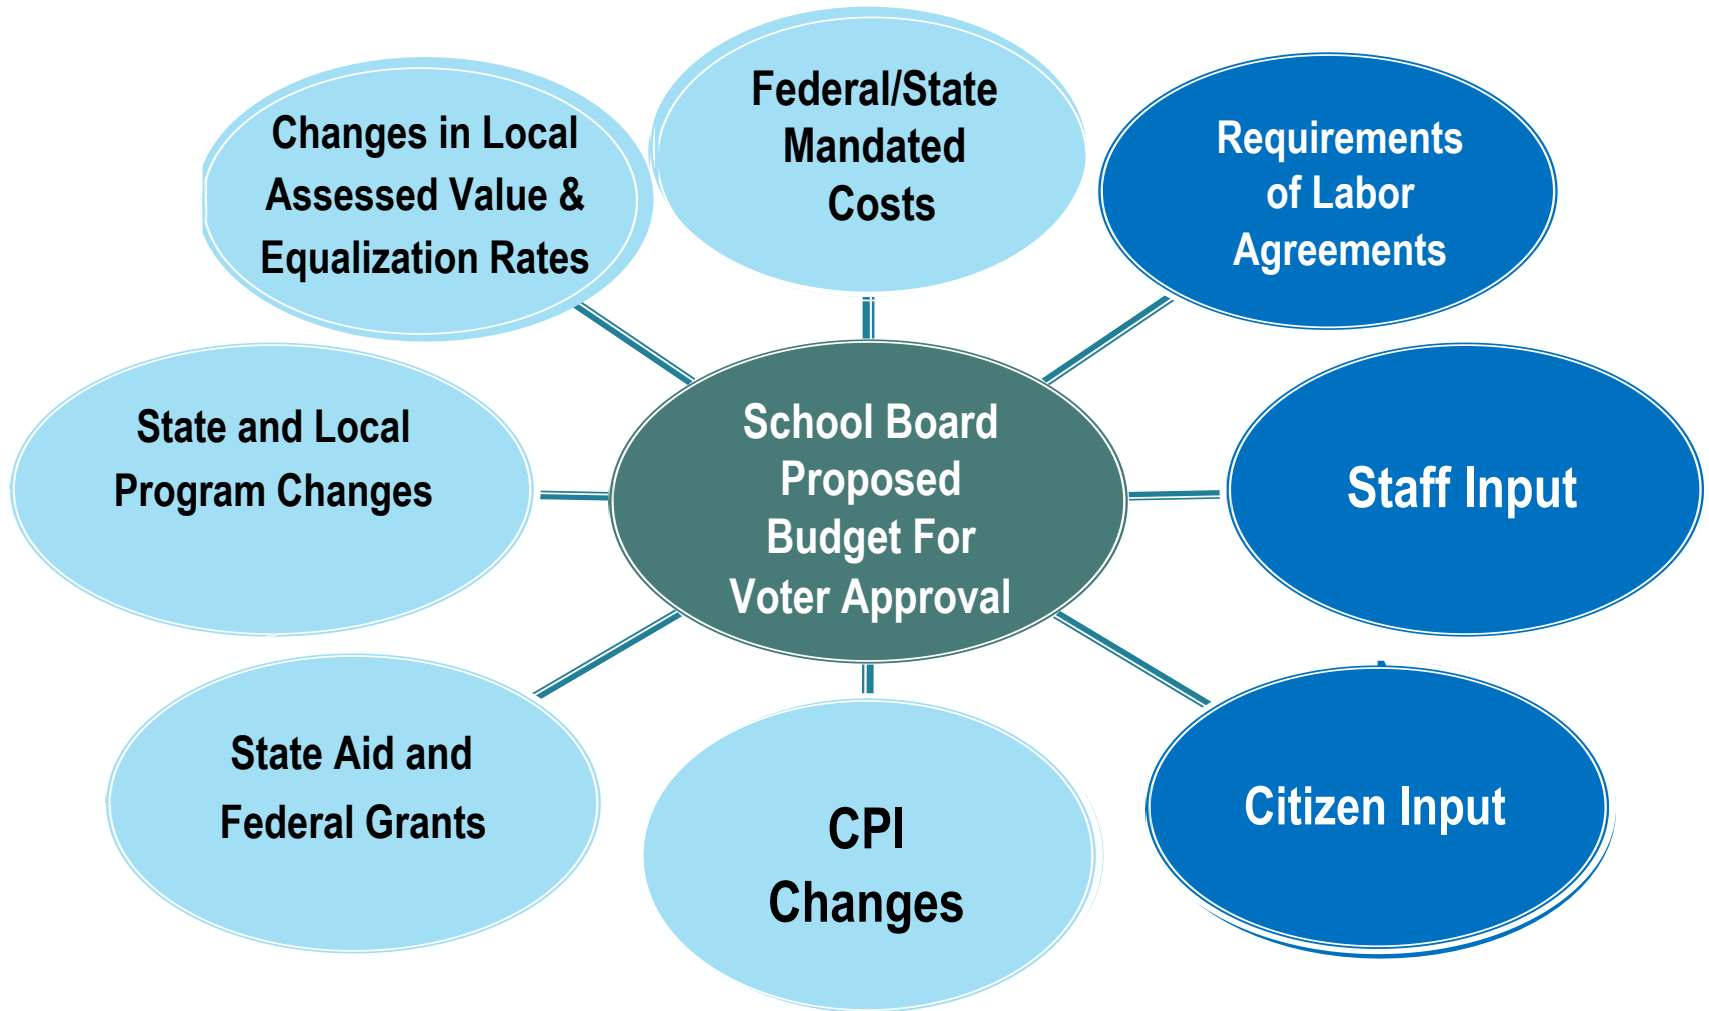 Federal/State
Mandated
Costs
Requirements
of Labor
Agreements
Staff Input
Citizen Input
CPI
Changes
State Aid and
Federal Grants
State and Local
Program Changes
Changes in Local
Assessed Value &
Equalization Rates
School Board
Proposed
Budget For
Voter Approval